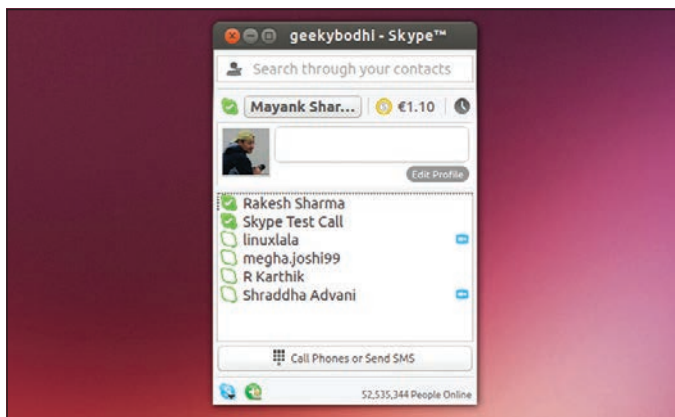 geekybodhi - Skype™
Search through your contacts
Mayank Shar... €1.10
Edit Profile
Rakesh Sharma
Skype Test Call
linuxlala
megha.joshi99
R Karthik
Shraddha Advani
Call Phones or Send SMS
52,535,344 People Online